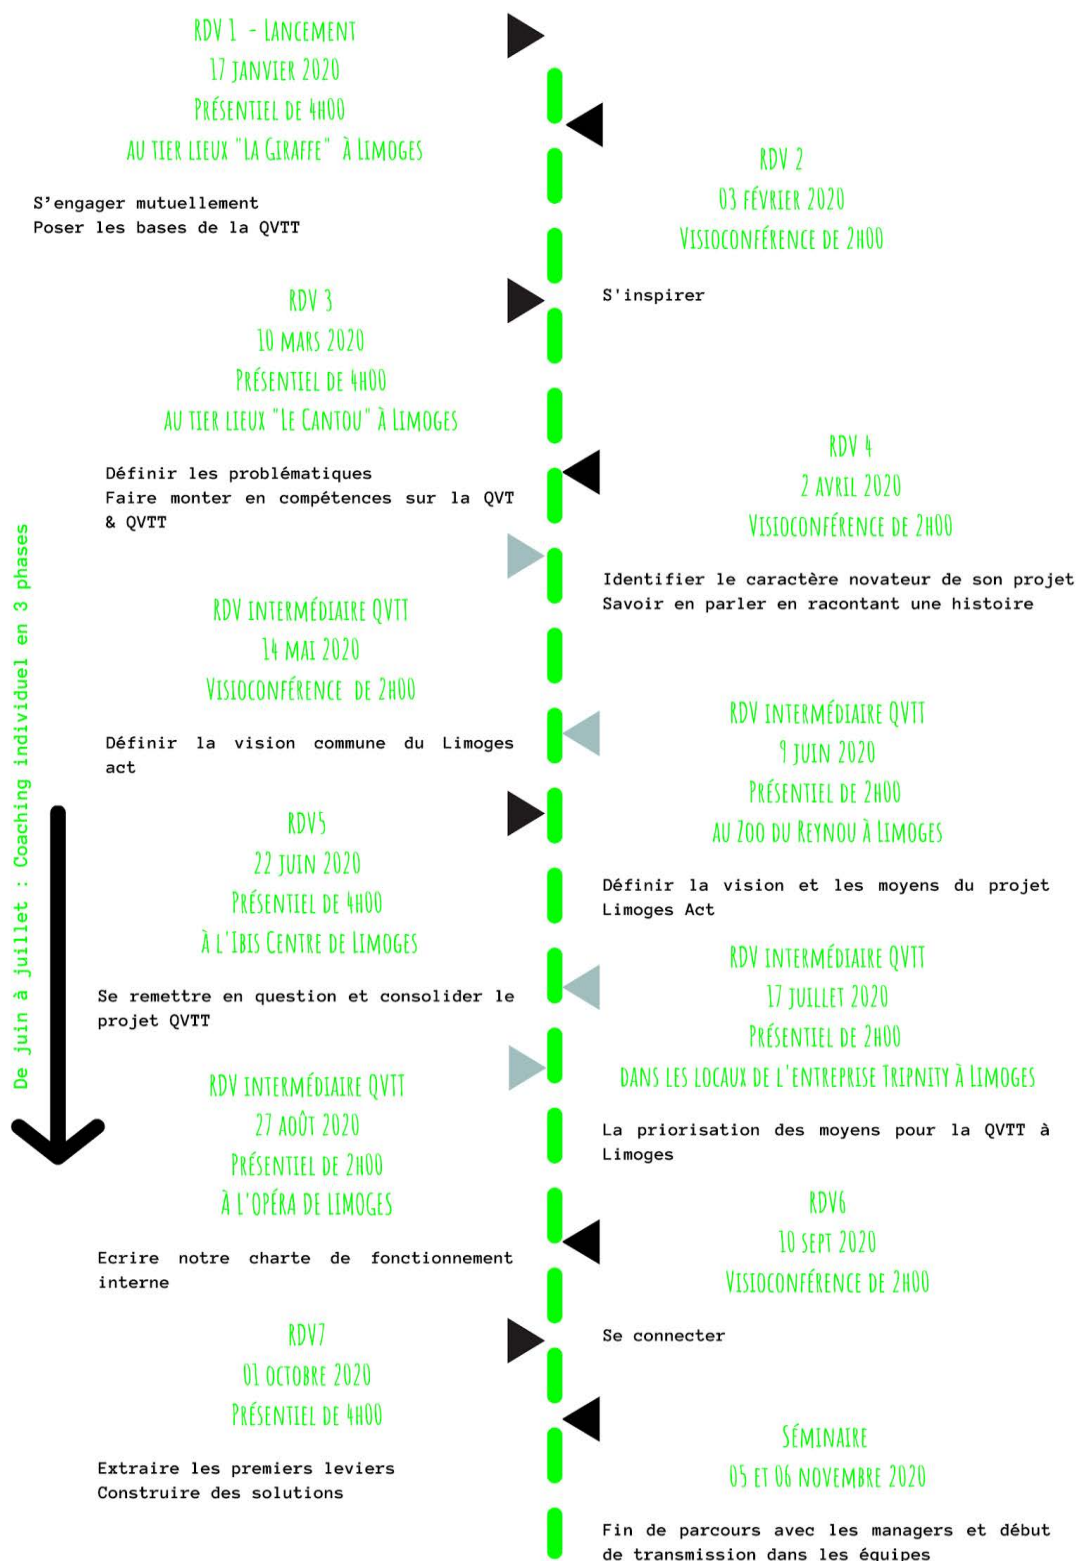 RDV 1 - Lancement
17 janvier 2020
Présentiel de 4h00
au tier lieux "La Giraffe" à Limoges
S’engager mutuellement
Poser les bases de la QVTT
RDV 2
03 février 2020
Visioconférence de 2h00
S'inspirer
RDV 3
10 mars 2020
Présentiel de 4h00
au tier lieux "Le Cantou" à Limoges
Définir les problématiques
Faire monter en compétences sur la QVT
& QVTT
RDV 4
2 avril 2020
Visioconférence de 2h00
Identifier le caractère novateur de son projet
Savoir en parler en racontant une histoire
De juin à juillet : Coaching individuel en 3 phases
RDV intermédiaire QVTT
14 mai 2020
Visioconférence de 2h00
Définir la vision commune du Limoges
act
RDV intermédiaire QVTT
9 juin 2020
Présentiel de 2h00
au Zoo du Reynou à Limoges
Définir la vision et les moyens du projet
Limoges Act
RDV5
22 juin 2020
Présentiel de 4h00
à l'Ibis Centre de Limoges
Se remettre en question et consolider le
projet QVTT
RDV intermédiaire QVTT
17 juillet 2020
Présentiel de 2h00
dans les locaux de l'entreprise Tripnity à Limoges
La priorisation des moyens pour la QVTT à
Limoges
RDV intermédiaire QVTT
27 août 2020
Présentiel de 2h00
à l'Opéra de limoges
Ecrire notre charte de fonctionnement
interne
RDV6
10 sept 2020
Visioconférence de 2h00
Se connecter
RDV7
01 octobre 2020
Présentiel de 4h00
Extraire les premiers leviers
Construire des solutions
Séminaire
05 et 06 novembre 2020
Fin de parcours avec les managers et début
de transmission dans les équipes